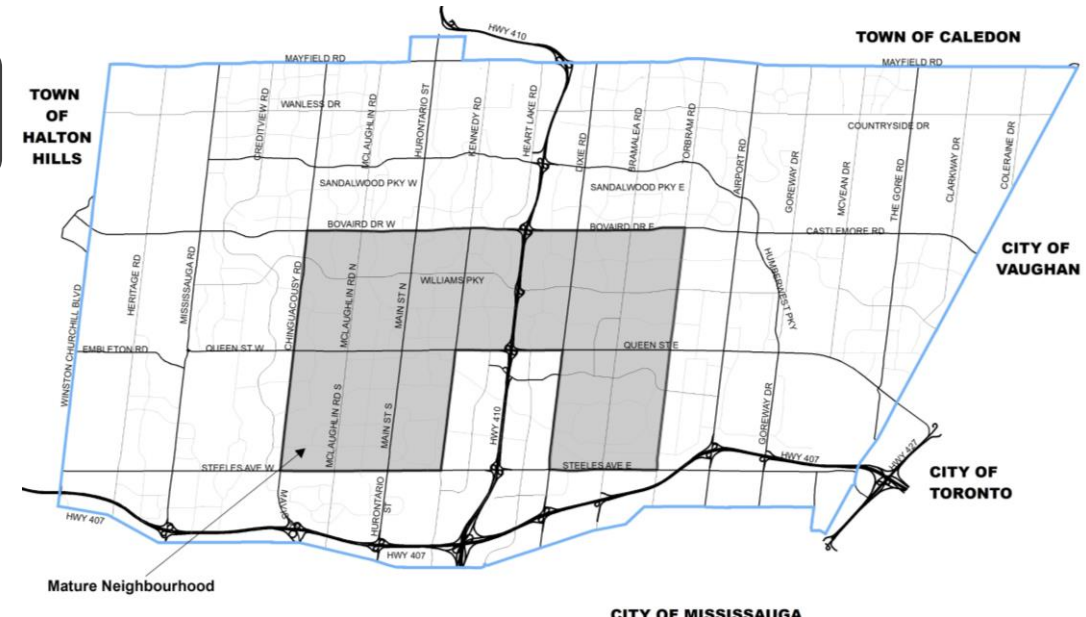 HWY 410
TOWN OF CALEDON
MAYFIELD RD
MAYFIELD RD
TOWN
OF
HALTON
HILLS
WANLESS DR
COUNTRYSIDE DR
CREDITVIEW RD
MCLAUGHLIN RD
HURONTARIO ST
KENNEDY RD
HEART LAKE RD
DIXIE RD
BRAMALEA RD
TORBRAM RD
AIRPORT RD
GOREWAY DR
MCVEAN DR
THE GORE RD
CLARKWAY DR
COLERAINE DR
SANDALWOOD PKY W
SANDALWOOD PKY E
BOVAIRD DR W
BOVAIRD DR E
CASTLEMORE RD
CITY OF
VAUGHAN
HERITAGE RD
MISSISSAUGA RD
CHINGUACOUSY RD
MCLAUGHLIN RD N
MAIN ST N
WILLIAMS PKY
HUMBERWEST PKY
WINSTON CHURCHILL BLVD
EMBLETON RD
QUEEN ST W
QUEEN ST E
MCLAUGHLIN RD S
MAIN ST S
HWY 410
GOREWAY DR
STEELES AVE W
STEELES AVE E
HWY 407
HWY 427
CITY OF
TORONTO
MAVIS
HURONTARIO
ST
HWY 407
HWY 407
Mature Neighbourhood
CITY OF MISSISSAUGA